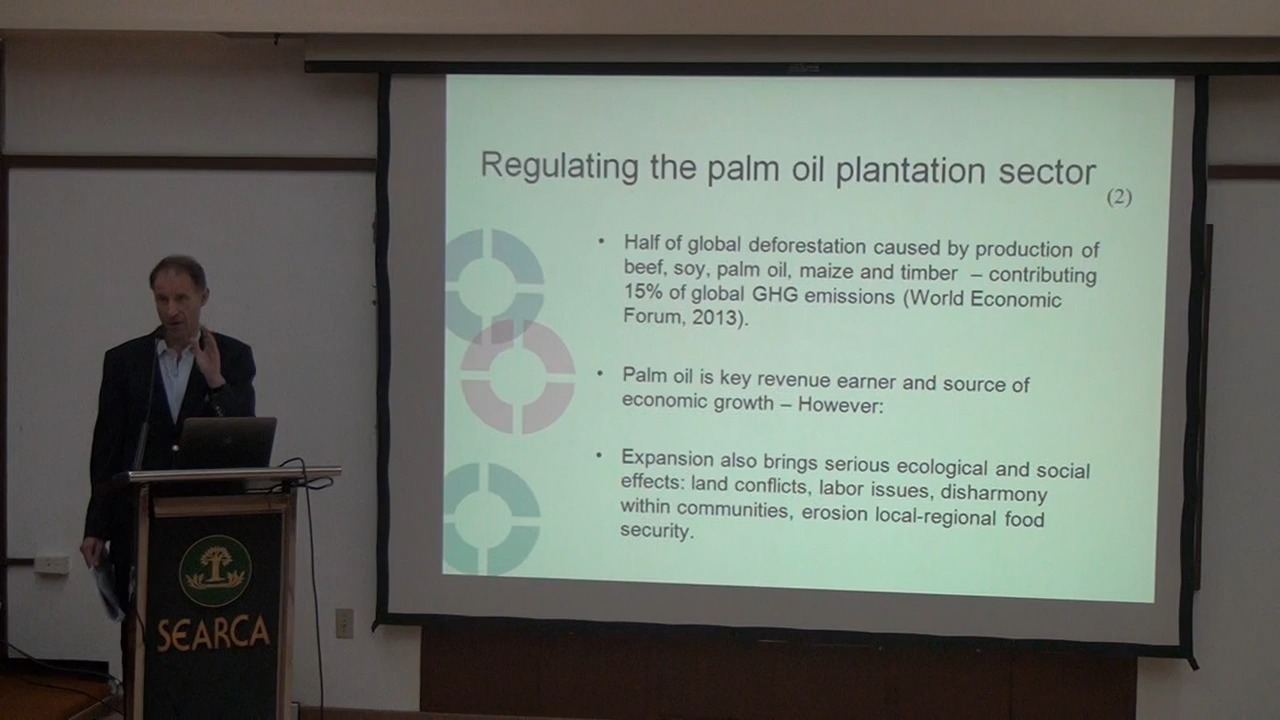 Regulating the palm oil plantation sector
(2)
• Half of global deforestation caused by production of
beef, soy, palm oil, maize and timber – contributing
15% of global GHG emissions (World Economic
Forum, 2013).
• Palm oil is key revenue earner and source of
economic growth – However:
• Expansion also brings serious ecological and social
effects: land conflicts, labor issues, disharmony
within communities, erosion local-regional food
security.
SEARCA